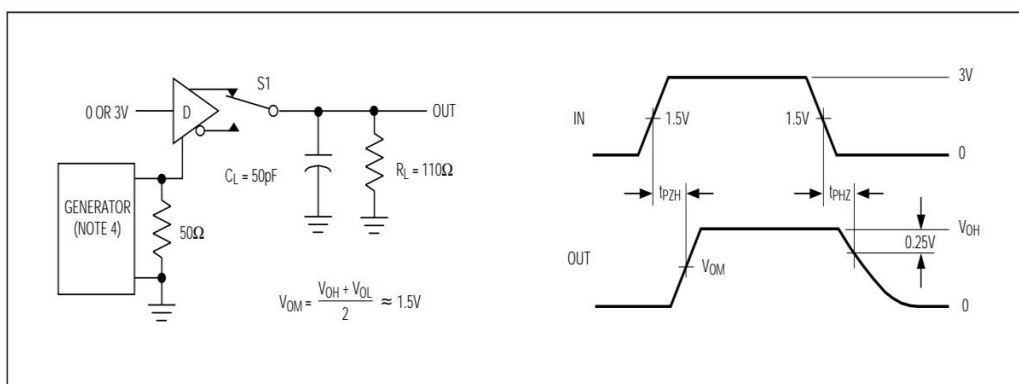 S1
0 OR 3V
D
OUT
C_L = 50pF
R_L = 110Ω
GENERATOR
(NOTE 4)
50Ω
V_OM = (V_OH + V_OL) / 2 ≈ 1.5V
3V
IN
1.5V
1.5V
0
t_PZH
t_PHZ
V_OH
0.25V
OUT
V_OM
0